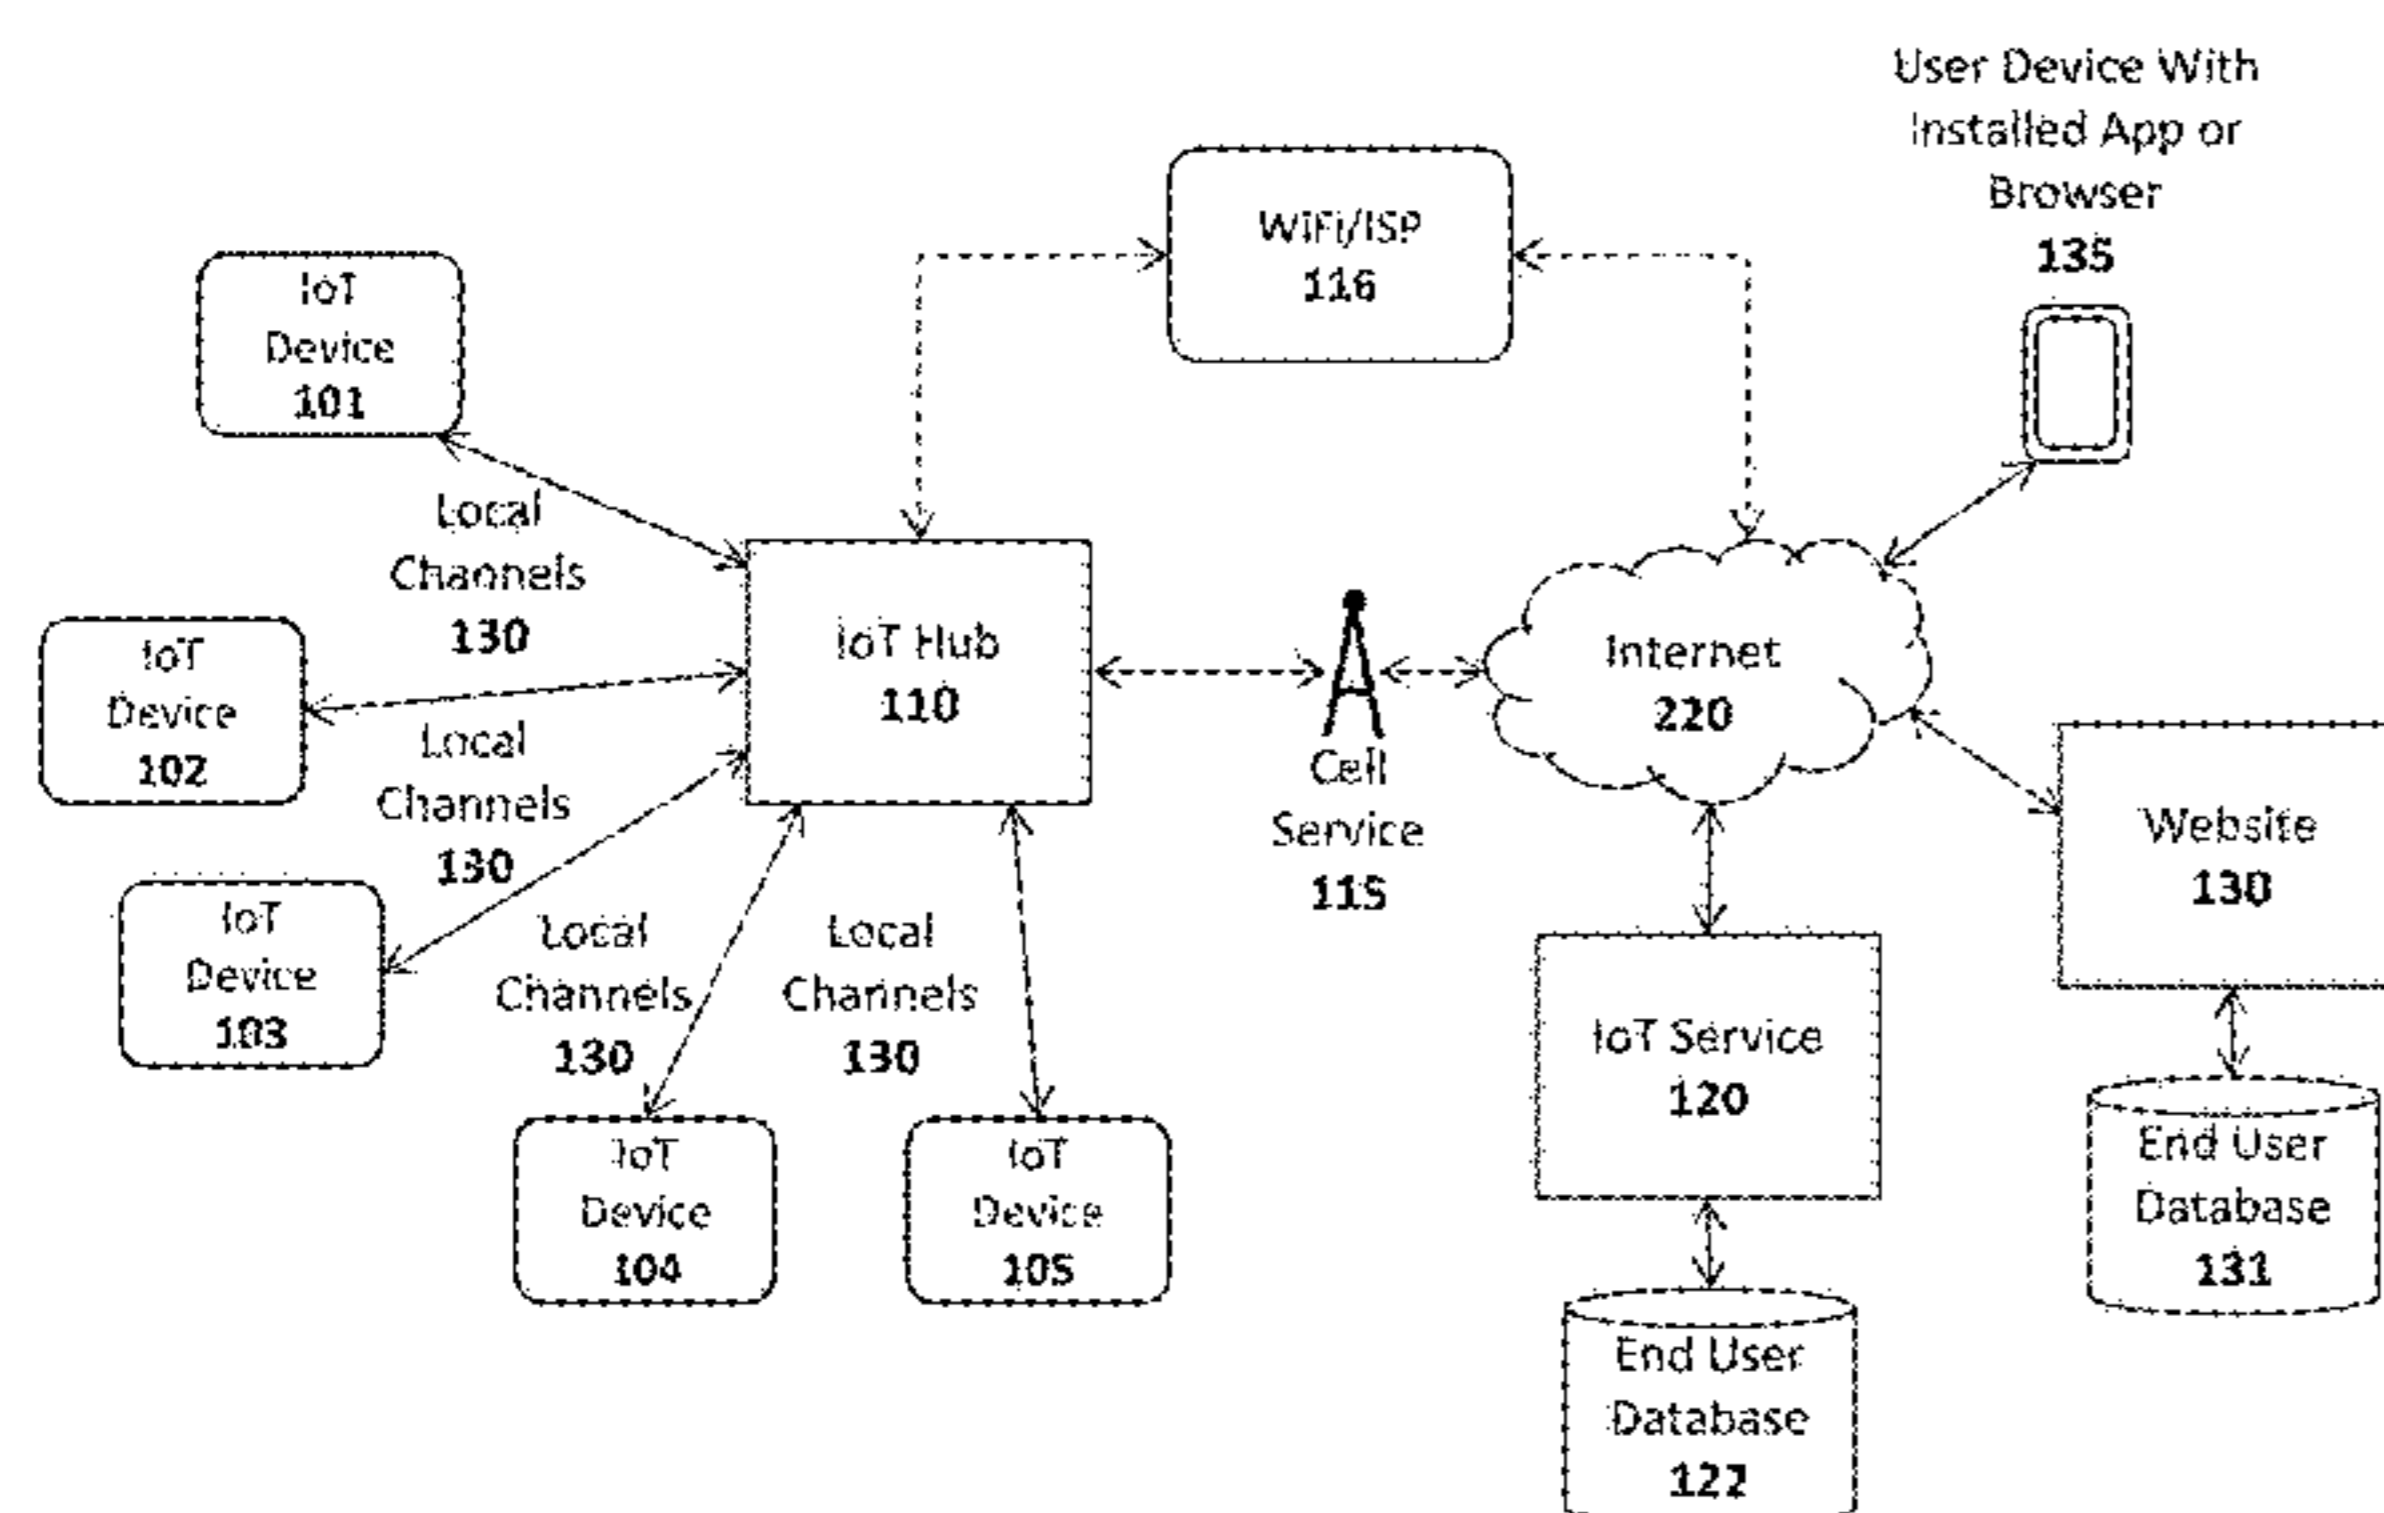 User Device With
Installed App or
Browser
135
WiFi/ISP
116
IoT
Device
101
Local
Channels
130
IoT
Device
102
IoT Hub
110
Internet
220
Local
Channels
130
Cell
Service
115
Website
130
IoT
Device
103
Local
Channels
130
Local
Channels
130
IoT Service
120
IoT
Device
104
IoT
Device
105
End User
Database
131
End User
Database
122